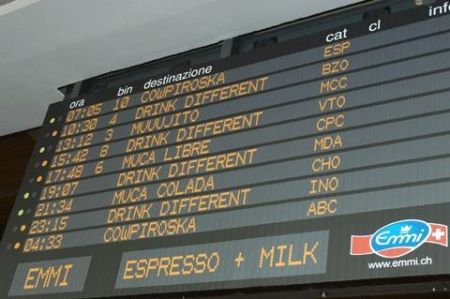 ora bin destinazione cat cl info
07:05 10 COWPIROSKA ESP
10:30 4 DRINK DIFFERENT BZO
13:12 3 MUUUJITO MCC
15:42 8 DRINK DIFFERENT VTO
17:48 6 MUCA LIBRE CPC
19:07 DRINK DIFFERENT MDA
21:34 MUCA COLADA CHO
23:15 DRINK DIFFERENT INO
04:33 COWPIROSKA ABC
EMMI ESPRESSO + MILK
Emmi
www.emmi.ch